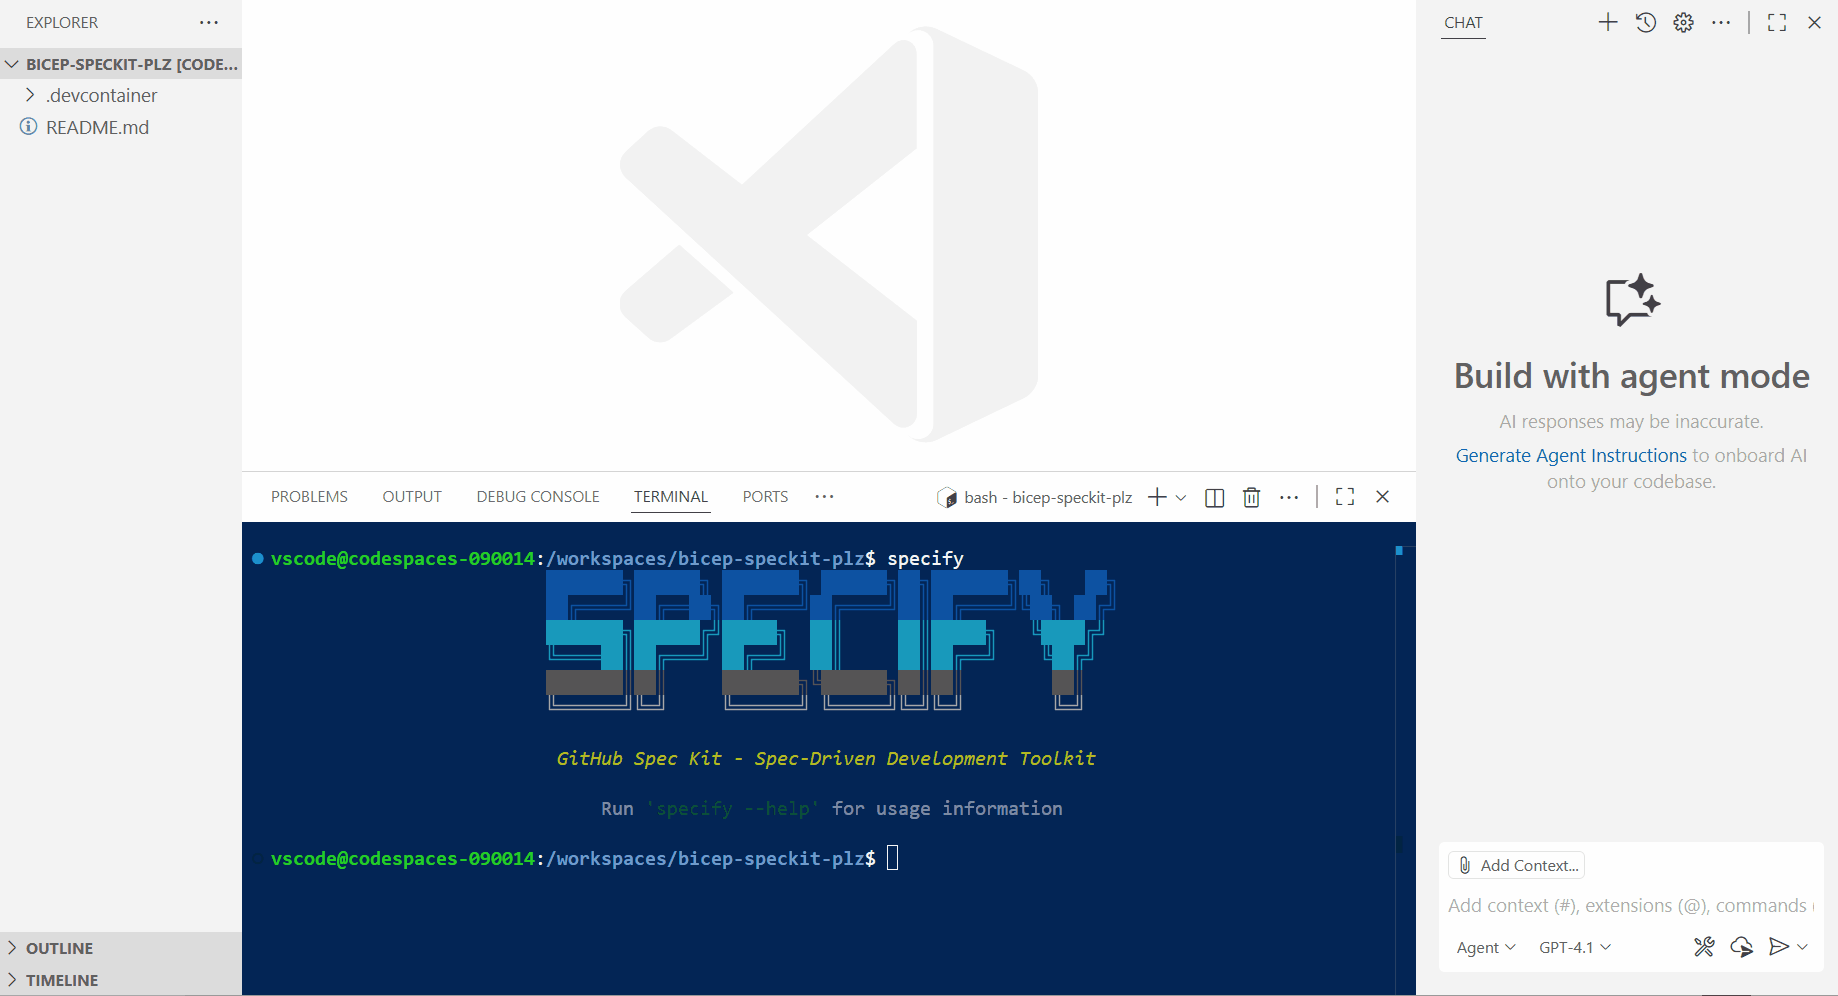 EXPLORER
BICEP-SPECKIT-PLZ [CODE...
.devcontainer
README.md
OUTLINE
TIMELINE
PROBLEMS OUTPUT DEBUG CONSOLE TERMINAL PORTS
bash - bicep-speckit-plz
vscode@codespaces-090014:/workspaces/bicep-speckit-plz$ specify
SPECIFY
GitHub Spec Kit - Spec-Driven Development Toolkit
Run 'specify --help' for usage information
vscode@codespaces-090014:/workspaces/bicep-speckit-plz$
CHAT
Build with agent mode
AI responses may be inaccurate.
Generate Agent Instructions to onboard AI
onto your codebase.
Add Context...
Add context (#), extensions (@), commands (
Agent GPT-4.1